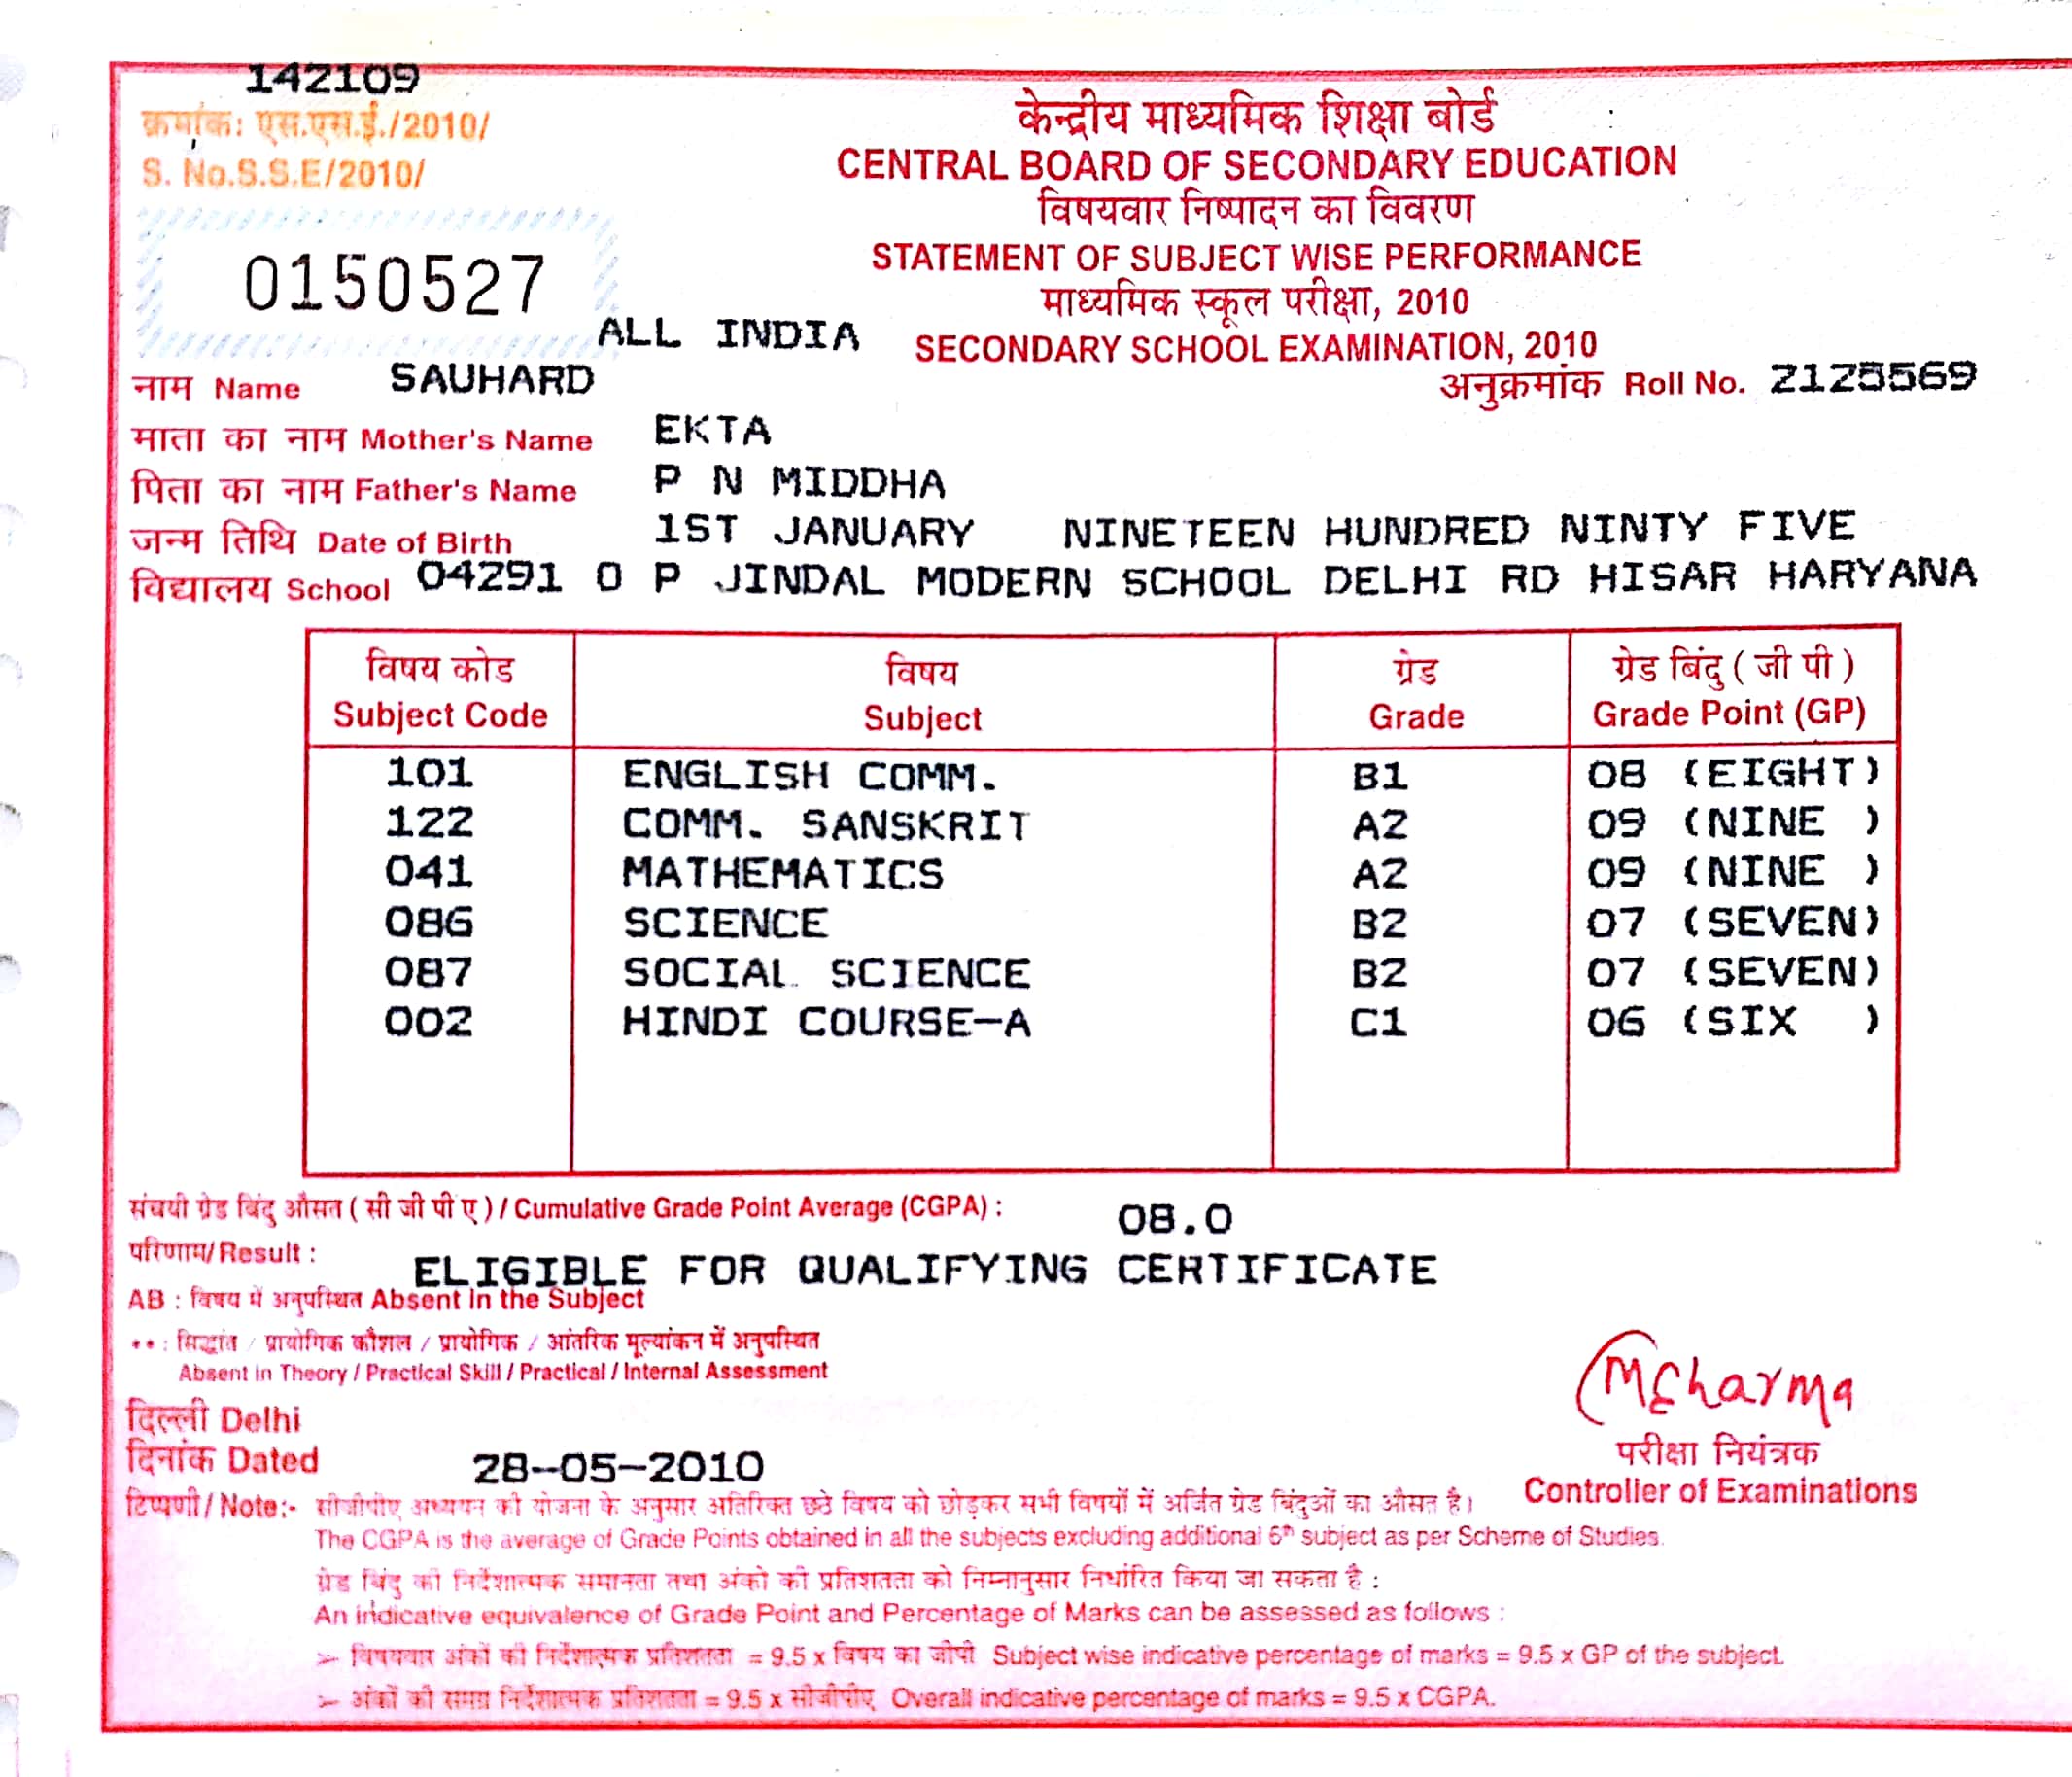 142109
क्रमांक: एस.एस.ई./2010/
S. No.S.S.E/2010/
0150527
केन्द्रीय माध्यमिक शिक्षा बोर्ड
CENTRAL BOARD OF SECONDARY EDUCATION
विषयवार निष्पादन का विवरण
STATEMENT OF SUBJECT WISE PERFORMANCE
माध्यमिक स्कूल परीक्षा, 2010
ALL INDIA SECONDARY SCHOOL EXAMINATION, 2010
नाम Name SAUHARD अनुक्रमांक Roll No. 2125569
माता का नाम Mother's Name EKTA
पिता का नाम Father's Name P N MIDDHA
जन्म तिथि Date of Birth 1ST JANUARY NINETEEN HUNDRED NINTY FIVE
विद्यालय School 04291 O P JINDAL MODERN SCHOOL DELHI RD HISAR HARYANA
विषय कोड विषय ग्रेड ग्रेड बिंदु ( जी पी )
Subject Code Subject Grade Grade Point (GP)
101 ENGLISH COMM. B1 08 (EIGHT)
122 COMM. SANSKRIT A2 09 (NINE )
041 MATHEMATICS A2 09 (NINE )
086 SCIENCE B2 07 (SEVEN)
087 SOCIAL SCIENCE B2 07 (SEVEN)
002 HINDI COURSE-A C1 06 (SIX )
संचयी ग्रेड बिंदु औसत ( सी जी पी ए ) / Cumulative Grade Point Average (CGPA) : 08.0
परिणाम/ Result : ELIGIBLE FOR QUALIFYING CERTIFICATE
AB : विषय में अनुपस्थित Absent in the Subject
** : सिद्धांत / प्रायोगिक कौशल / प्रायोगिक / आंतरिक मूल्यांकन में अनुपस्थित
Absent in Theory / Practical Skill / Practical / Internal Assessment
दिल्ली Delhi
दिनांक Dated 28-05-2010
MSharma
परीक्षा नियंत्रक
Controller of Examinations
टिप्पणी / Note:- सीजीपीए अध्ययन की योजना के अनुसार अतिरिक्त छठे विषय को छोड़कर सभी विषयों में अर्जित ग्रेड बिंदुओं का औसत है।
The CGPA is the average of Grade Points obtained in all the subjects excluding additional 6th subject as per Scheme of Studies.
ग्रेड बिंदु की निर्देशात्मक समानता तथा अंको की प्रतिशतता को निम्नानुसार निर्धारित किया जा सकता है :
An indicative equivalence of Grade Point and Percentage of Marks can be assessed as follows :
➢ विषयवार अंकों की निर्देशात्मक प्रतिशतता = 9.5 x विषय का जीपी Subject wise indicative percentage of marks = 9.5 x GP of the subject.
➢ अंकों की समग्र निर्देशात्मक प्रतिशतता = 9.5 x सीजीपीए Overall indicative percentage of marks = 9.5 x CGPA.